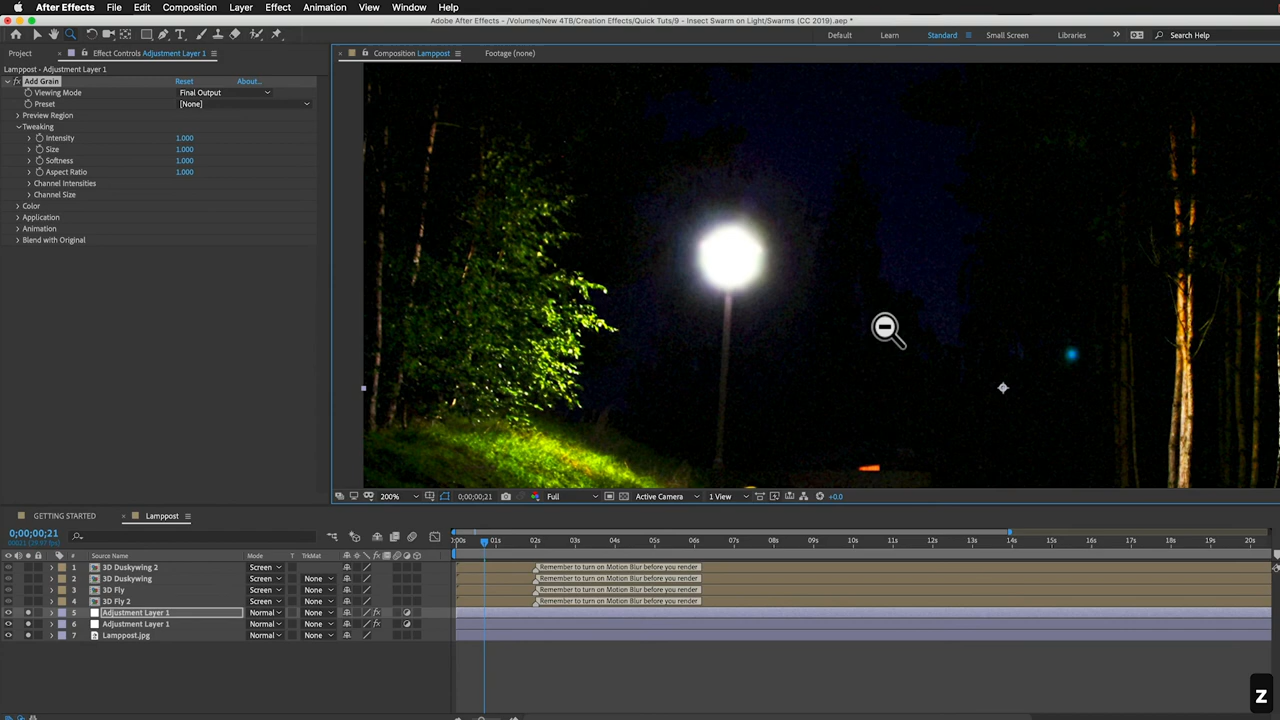 After Effects File Edit Composition Layer Effect Animation View Window Help
Adobe After Effects - /Volumes/New 4TB/Creation Effects/Quick Tuts/9 - Insect Swarm on Light/Swarms (CC 2019).aep *
Default Learn Standard Small Screen Libraries Search Help
Project Effect Controls Adjustment Layer 1 Composition Lamppost Footage (none)
Lamppost • Adjustment Layer 1
fx Add Grain Reset About...
Viewing Mode Final Output
Preset [None]
Preview Region
Tweaking
Intensity 1.000
Size 1.000
Softness 1.000
Aspect Ratio 1.000
Channel Intensities
Channel Size
Color
Application
Animation
Blend with Original
200% 0;00;00;21 Full Active Camera 1 View +0.0
GETTING STARTED Lamppost
0;00;00;21
00021 (29.97 fps)
0:00s 01s 02s 03s 04s 05s 06s 07s 08s 09s 10s 11s 12s 13s 14s 15s 16s 17s 18s 19s 20s
# Source Name Mode T TrkMat
1 3D Duskywing 2 Screen Remember to turn on Motion Blur before you render
2 3D Duskywing Screen None Remember to turn on Motion Blur before you render
3 3D Fly Screen None Remember to turn on Motion Blur before you render
4 3D Fly 2 Screen None Remember to turn on Motion Blur before you render
5 Adjustment Layer 1 Normal None fx
6 Adjustment Layer 1 Normal None fx
7 Lamppost.jpg Normal None
z